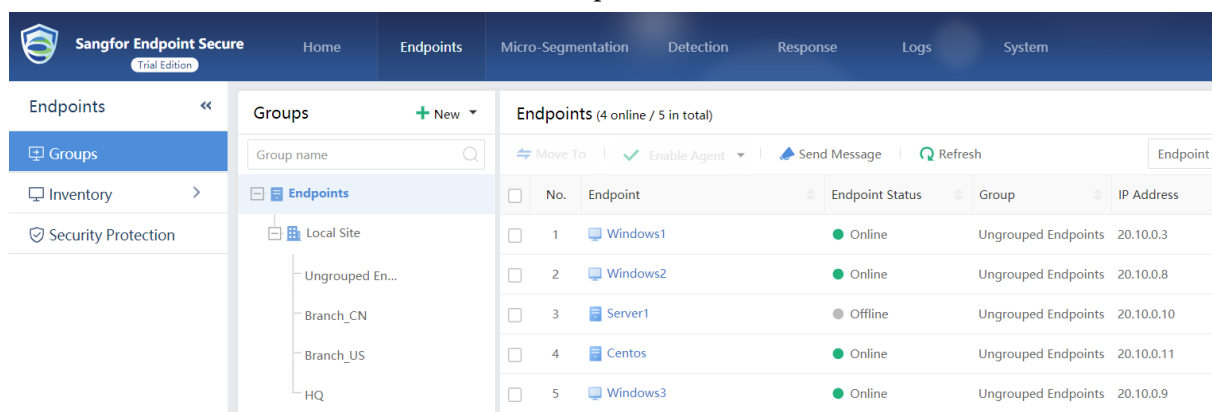 Sangfor Endpoint Secure
Trial Edition
Home Endpoints Micro-Segmentation Detection Response Logs System
Endpoints
Groups
Inventory
Security Protection
Groups New
Group name
Endpoints
Local Site
Ungrouped En...
Branch_CN
Branch_US
HQ
Endpoints (4 online / 5 in total)
Move To Enable Agent Send Message Refresh Endpoint
No. Endpoint Endpoint Status Group IP Address
1 Windows1 Online Ungrouped Endpoints 20.10.0.3
2 Windows2 Online Ungrouped Endpoints 20.10.0.8
3 Server1 Offline Ungrouped Endpoints 20.10.0.10
4 Centos Online Ungrouped Endpoints 20.10.0.11
5 Windows3 Online Ungrouped Endpoints 20.10.0.9